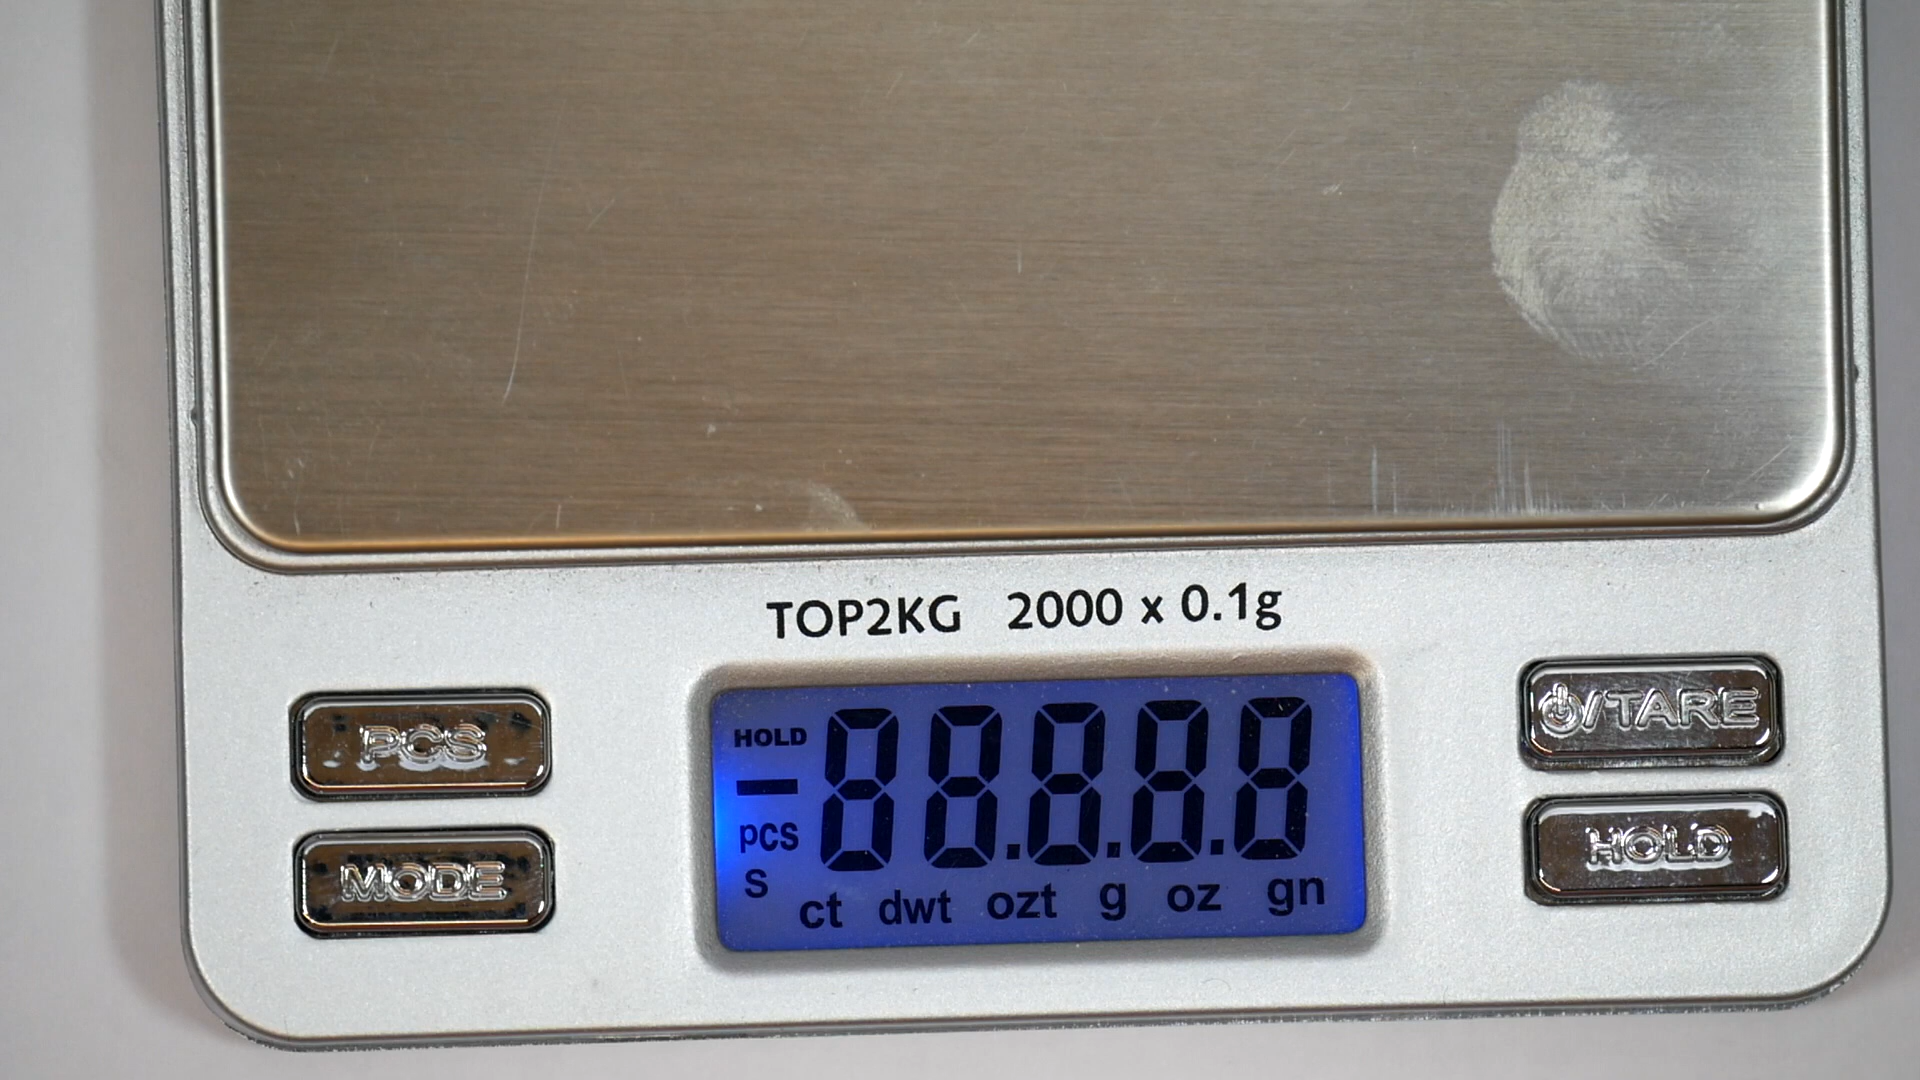 TOP2KG 2000 x 0.1g
PCS
MODE
HOLD
-88.8.8.8
pcs
S
ct dwt ozt g oz gn
⏻/TARE
HOLD